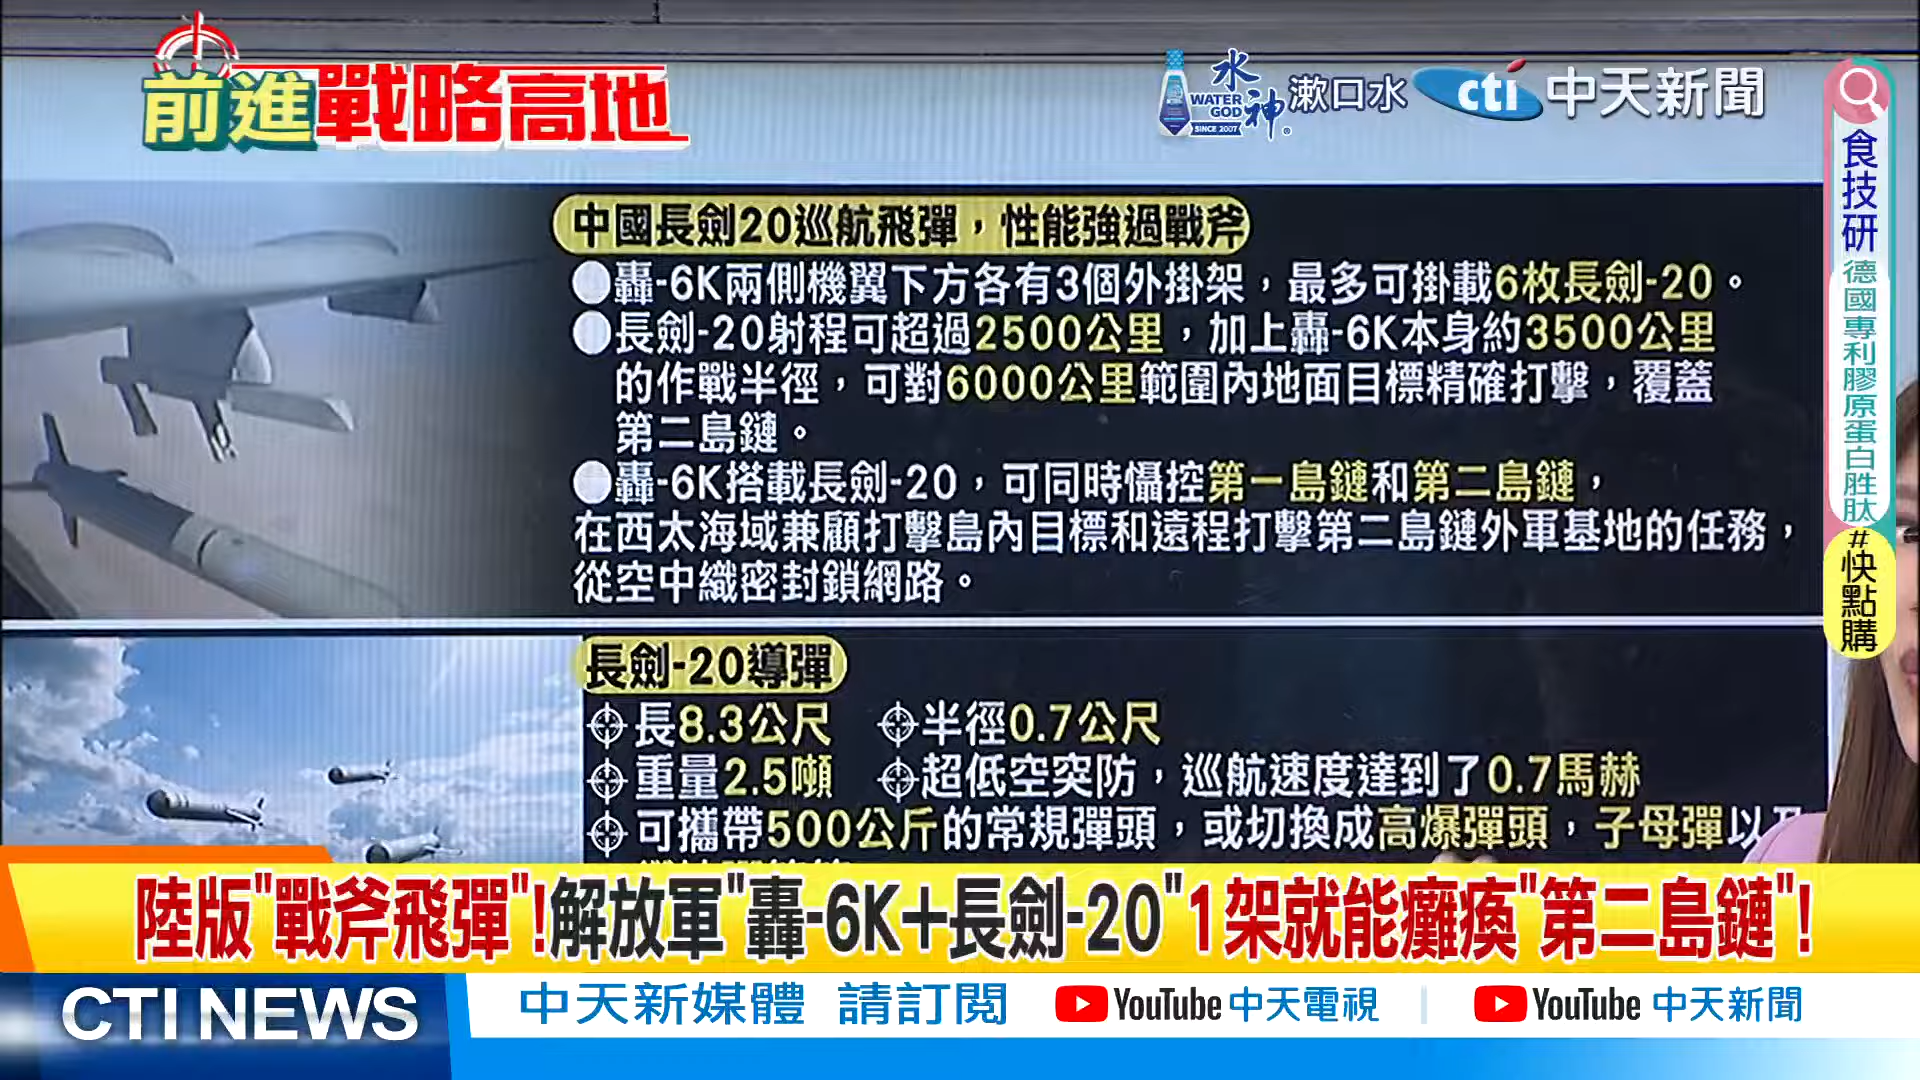 前進戰略高地
水神
WATER GOD
SINCE 2007
漱口水
cti 中天新聞
中國長劍20巡航飛彈，性能強過戰斧
轟-6K兩側機翼下方各有3個外掛架，最多可掛載6枚長劍-20。
長劍-20射程可超過2500公里，加上轟-6K本身約3500公里
的作戰半徑，可對6000公里範圍內地面目標精確打擊，覆蓋
第二島鏈。
轟-6K搭載長劍-20，可同時懾控第一島鏈和第二島鏈，
在西太海域兼顧打擊島內目標和遠程打擊第二島鏈外軍基地的任務，
從空中織密封鎖網路。
長劍-20導彈
長8.3公尺 半徑0.7公尺
重量2.5噸 超低空突防，巡航速度達到了0.7馬赫
可攜帶500公斤的常規彈頭，或切換成高爆彈頭，子母彈以及
食技研
德國專利膠原蛋白胜肽
#快點購
陸版"戰斧飛彈"!解放軍"轟-6K+長劍-20"1架就能癱瘓"第二島鏈"!
CTI NEWS
中天新媒體 請訂閱 YouTube 中天電視 | YouTube 中天新聞